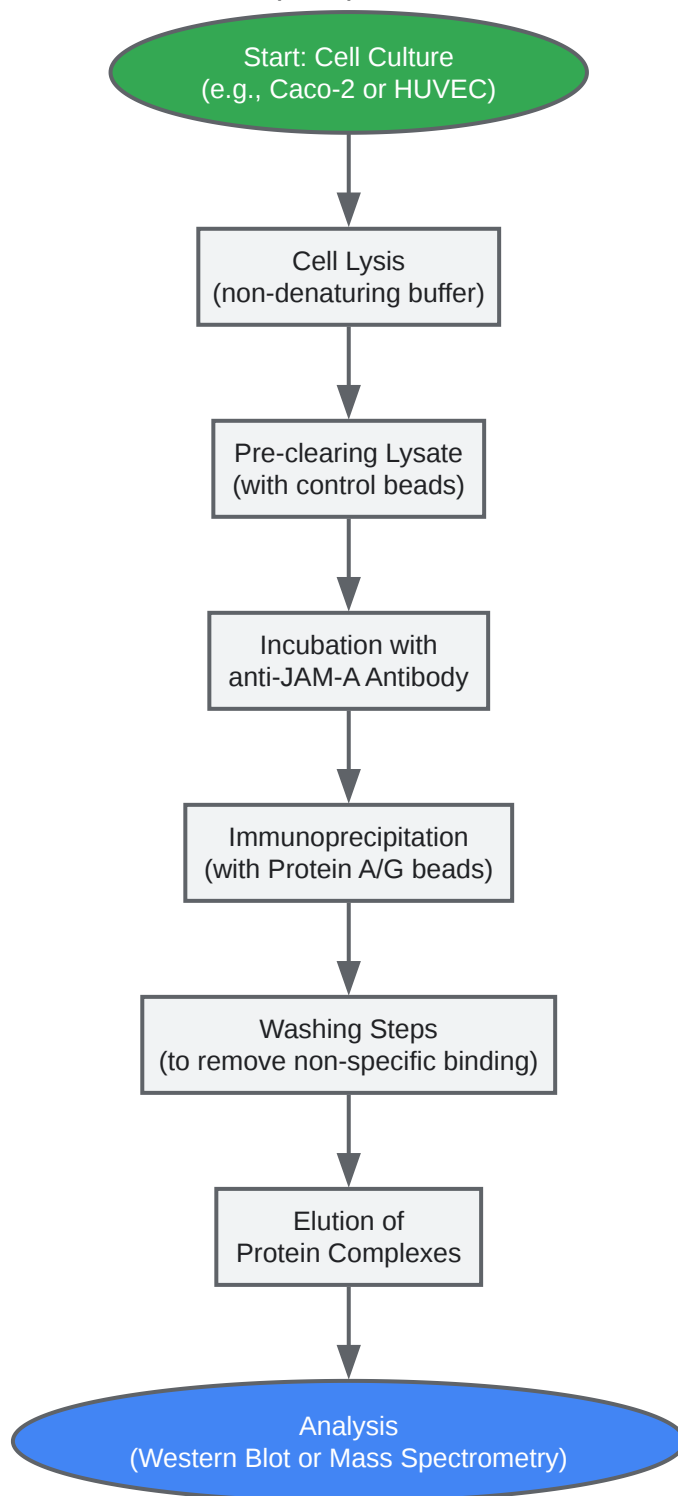 Start: Cell Culture
(e.g., Caco-2 or HUVEC)
Cell Lysis
(non-denaturing buffer)
Pre-clearing Lysate
(with control beads)
Incubation with
anti-JAM-A Antibody
Immunoprecipitation
(with Protein A/G beads)
Washing Steps
(to remove non-specific binding)
Elution of
Protein Complexes
Analysis
(Western Blot or Mass Spectrometry)